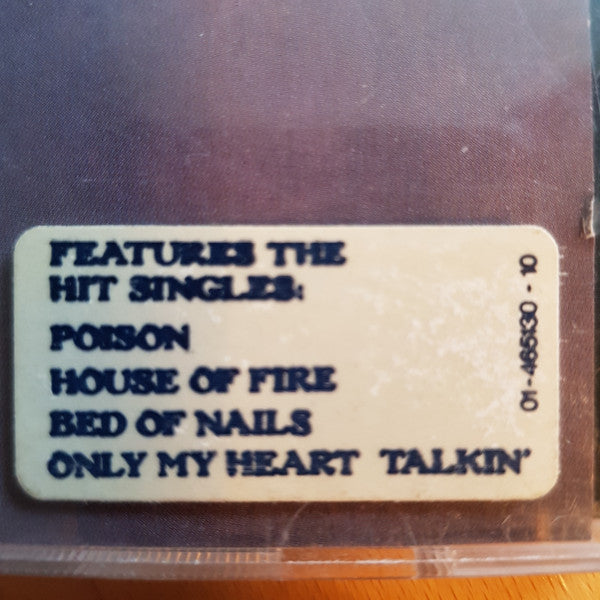 FEATURES THE
HIT SINGLES:
POISON
HOUSE OF FIRE
BED OF NAILS
ONLY MY HEART TALKIN'
01-465130-10